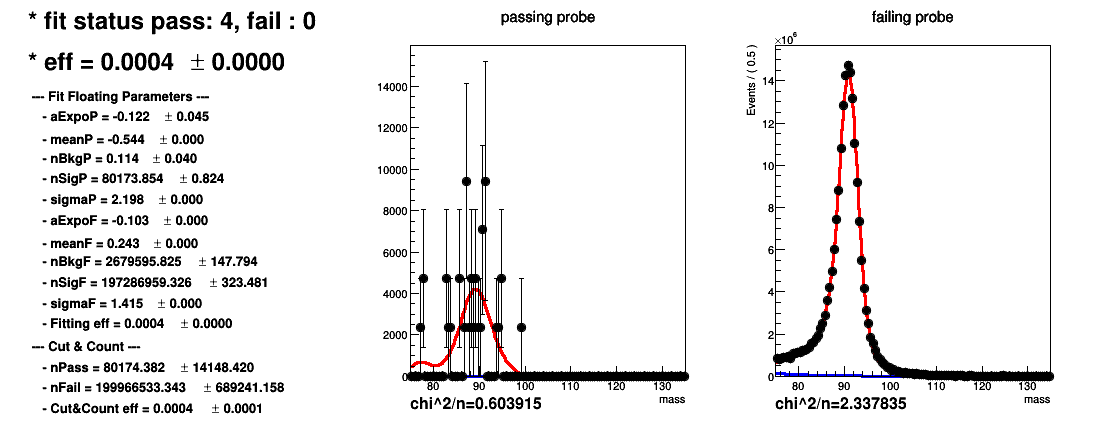 * fit status pass: 4, fail : 0
* eff = 0.0004 ± 0.0000
--- Fit Floating Parameters ---
- aExpoP = -0.122 ± 0.045
- meanP = -0.544 ± 0.000
- nBkgP = 0.114 ± 0.040
- nSigP = 80173.854 ± 0.824
- sigmaP = 2.198 ± 0.000
- aExpoF = -0.103 ± 0.000
- meanF = 0.243 ± 0.000
- nBkgF = 2679595.825 ± 147.794
- nSigF = 197286959.326 ± 323.481
- sigmaF = 1.415 ± 0.000
- Fitting eff = 0.0004 ± 0.0000
--- Cut & Count ---
- nPass = 80174.382 ± 14148.420
- nFail = 199966533.343 ± 689241.158
- Cut&Count eff = 0.0004 ± 0.0001
passing probe
14000
12000
10000
8000
6000
4000
2000
0
80 90 100 110 120 130
mass
chi^2/n=0.603915
failing probe
×10^6
Events / ( 0.5 )
14
12
10
8
6
4
2
0
80 90 100 110 120 130
mass
chi^2/n=2.337835